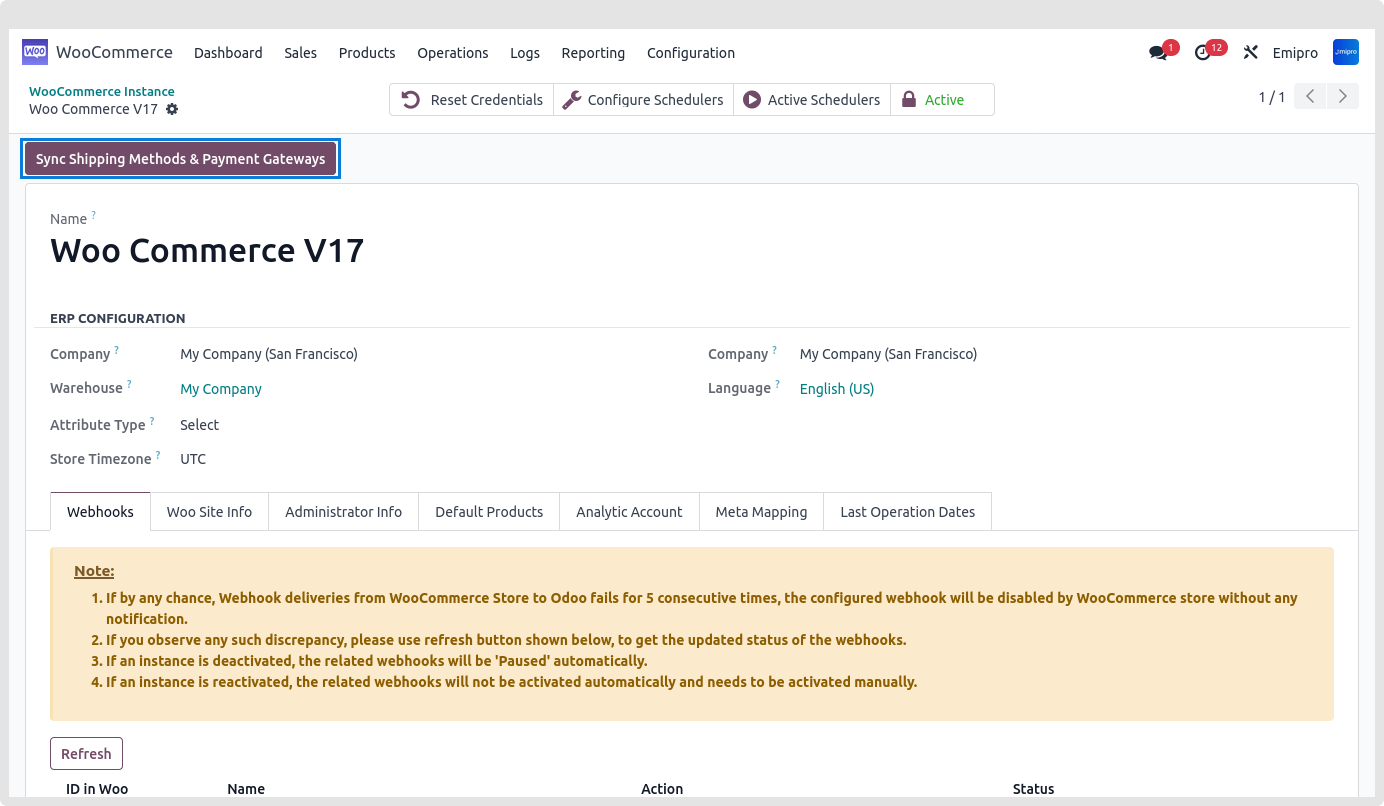 Woo WooCommerce Dashboard Sales Products Operations Logs Reporting Configuration 1 12 Emipro
WooCommerce Instance
Woo Commerce V17
Reset Credentials Configure Schedulers Active Schedulers Active 1 / 1
Sync Shipping Methods & Payment Gateways
Name ?
Woo Commerce V17
ERP CONFIGURATION
Company ? My Company (San Francisco) Company ? My Company (San Francisco)
Warehouse ? My Company Language ? English (US)
Attribute Type ? Select
Store Timezone ? UTC
Webhooks Woo Site Info Administrator Info Default Products Analytic Account Meta Mapping Last Operation Dates
Note:
1. If by any chance, Webhook deliveries from WooCommerce Store to Odoo fails for 5 consecutive times, the configured webhook will be disabled by WooCommerce store without any
notification.
2. If you observe any such discrepancy, please use refresh button shown below, to get the updated status of the webhooks.
3. If an instance is deactivated, the related webhooks will be 'Paused' automatically.
4. If an instance is reactivated, the related webhooks will not be activated automatically and needs to be activated manually.
Refresh
ID in Woo Name Action Status